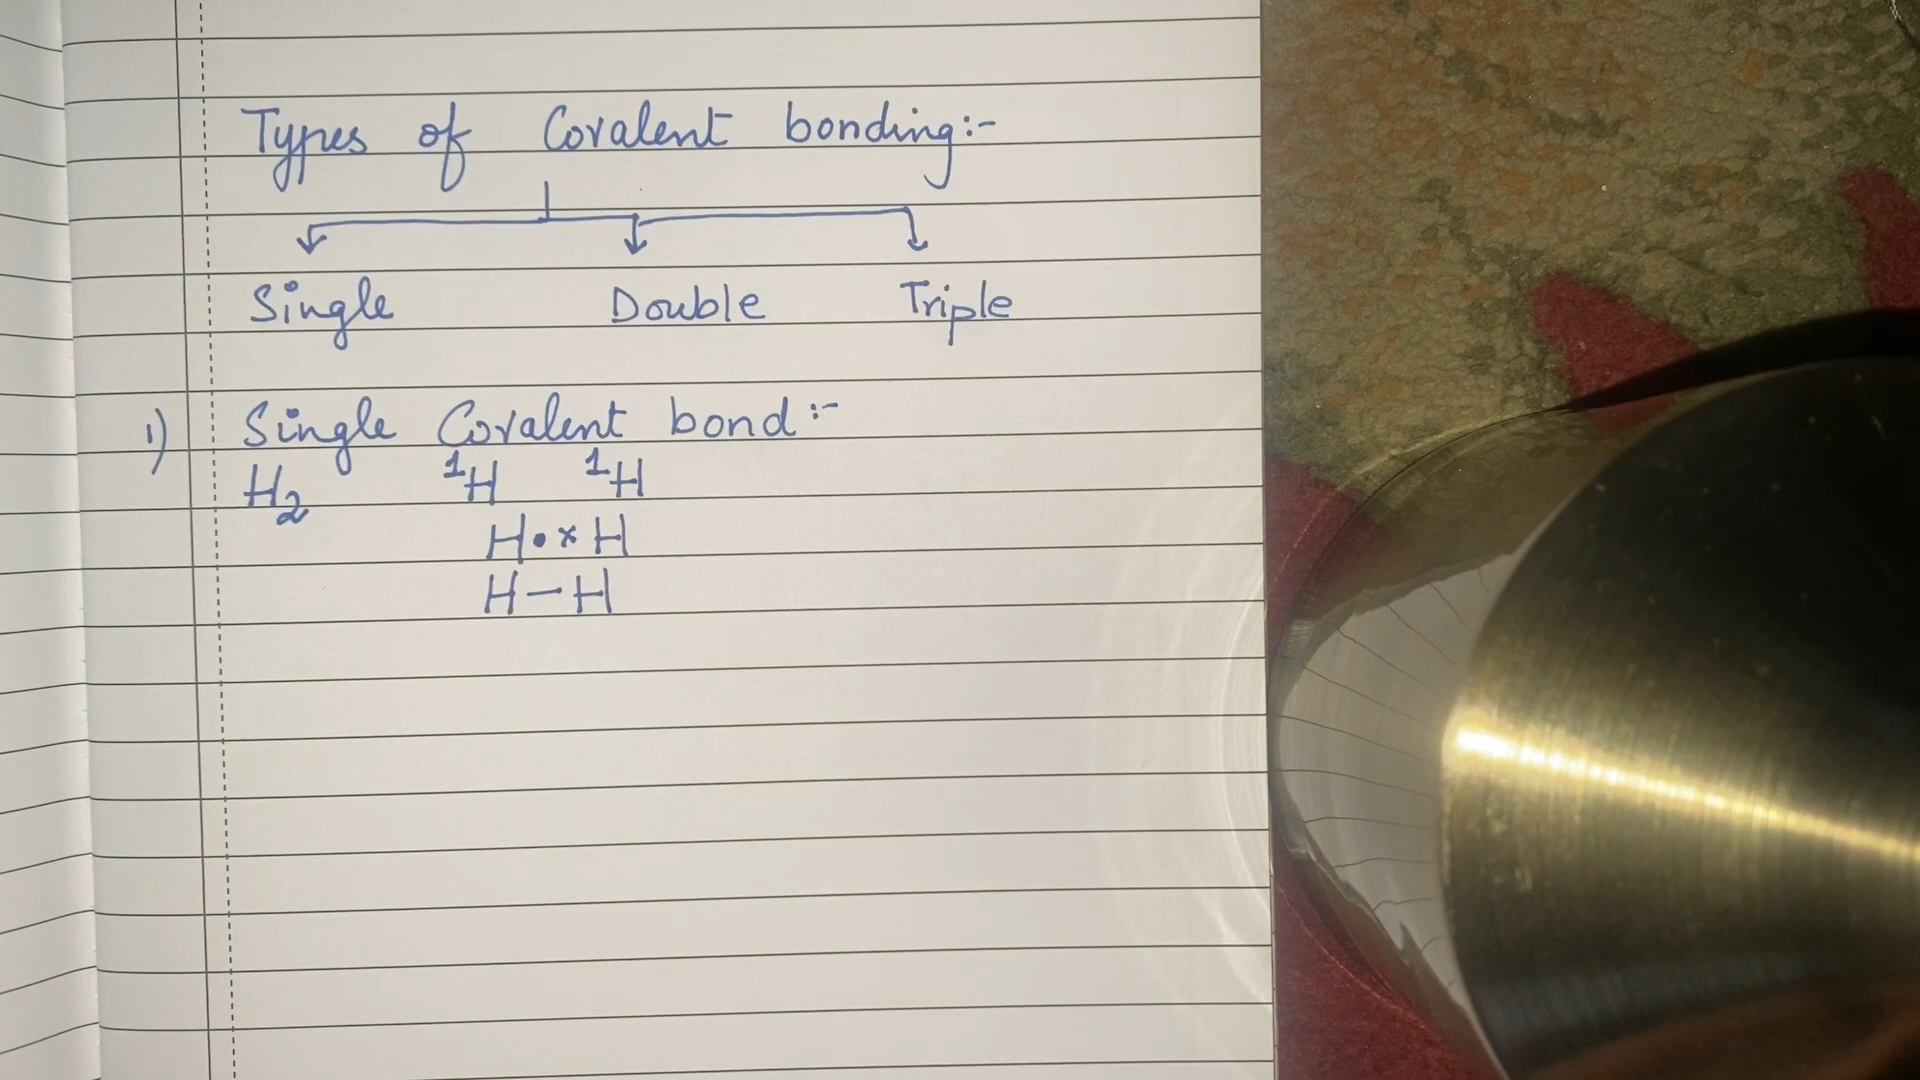 Types of Covalent bonding:-
Single Double Triple
1) Single Covalent bond:-
H₂ ¹H ¹H
H•×H
H–H